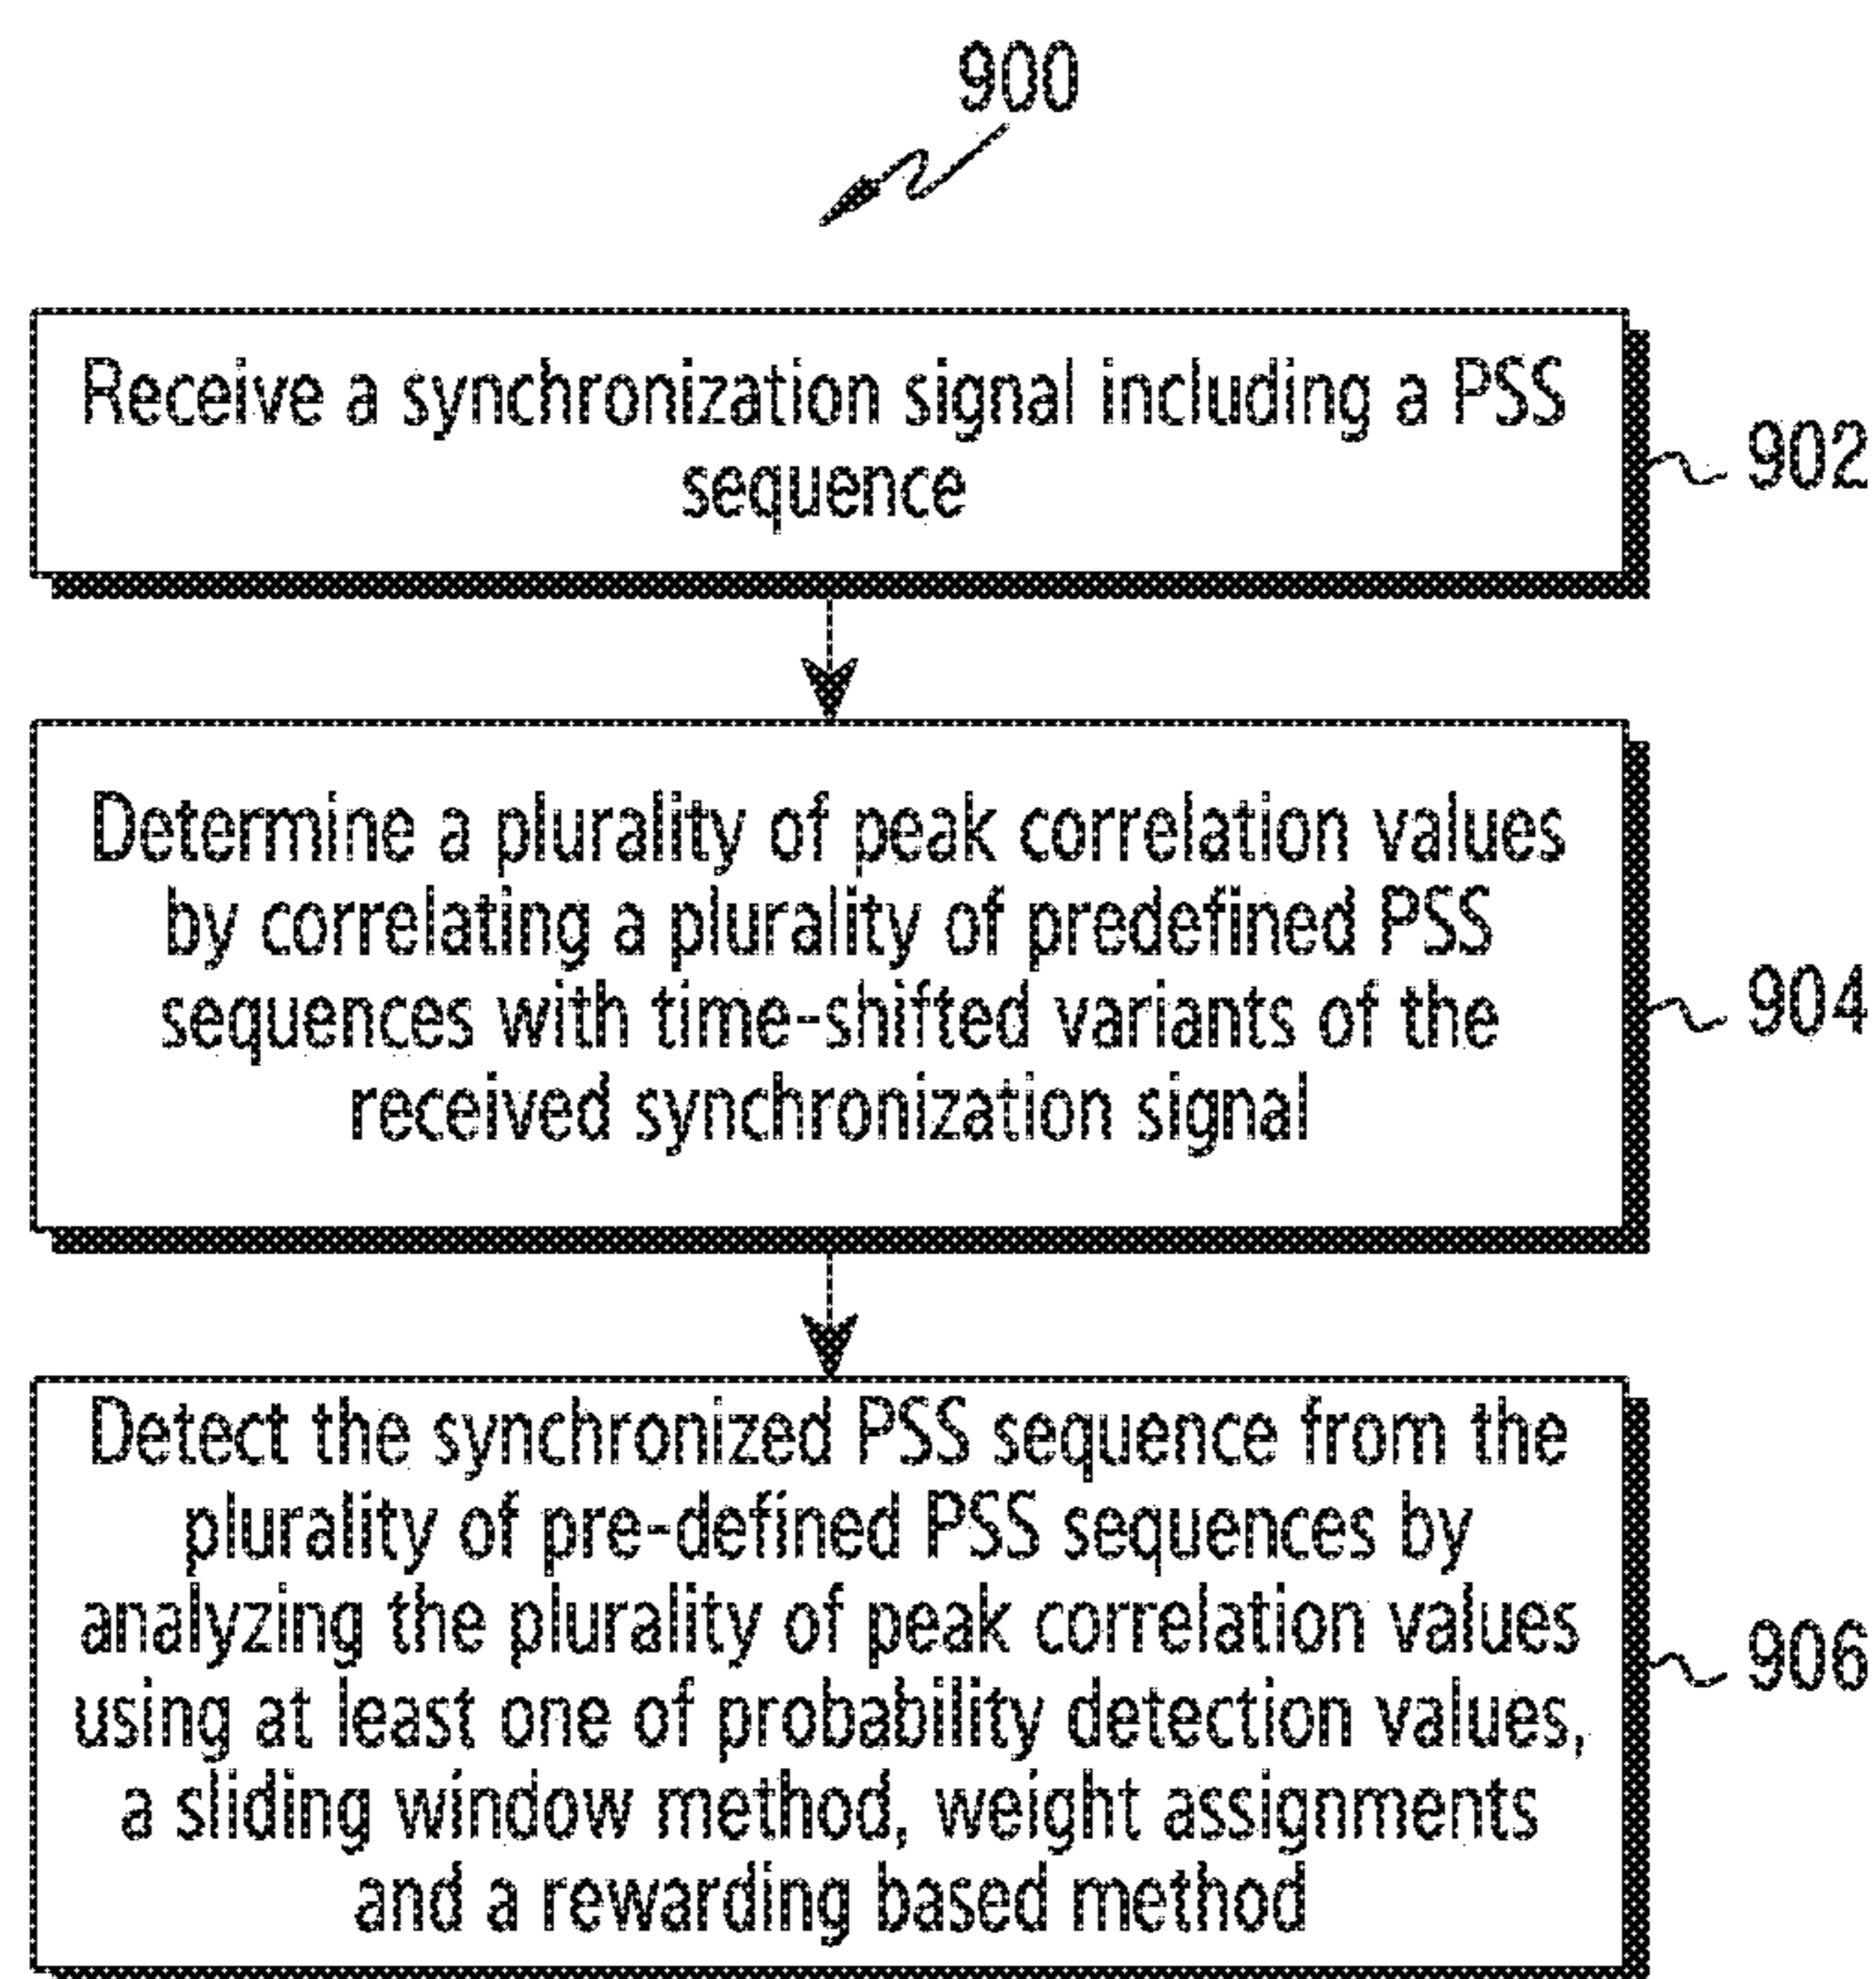 900
Receive a synchronization signal including a PSS
sequence
902
Determine a plurality of peak correlation values
by correlating a plurality of predefined PSS
sequences with time-shifted variants of the
received synchronization signal
904
Detect the synchronized PSS sequence from the
plurality of pre-defined PSS sequences by
analyzing the plurality of peak correlation values
using at least one of probability detection values,
a sliding window method, weight assignments
and a rewarding based method
906